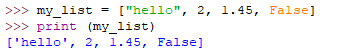 >>> my_list = ["hello", 2, 1.45, False]
>>> print (my_list)
['hello', 2, 1.45, False]